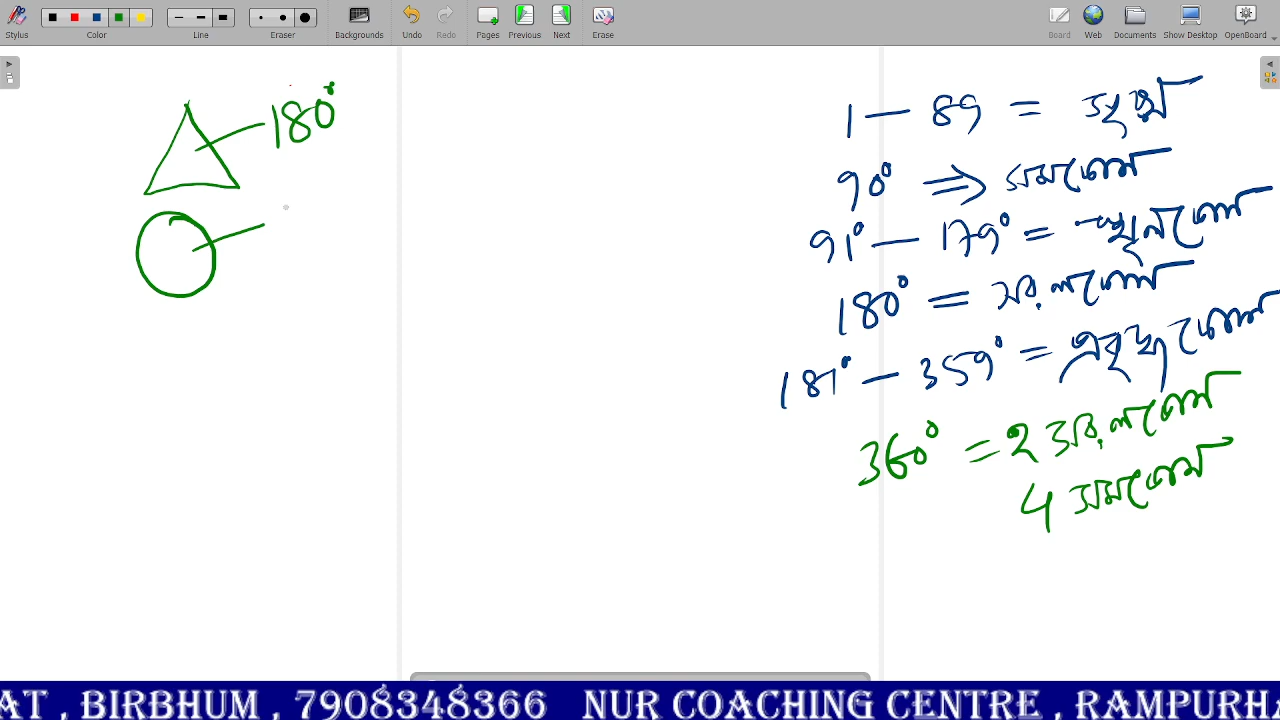 Stylus Color Line Eraser Backgrounds Undo Redo Pages Previous Next Erase Board Web Documents Show Desktop OpenBoard
180°
1 — 89 =
90° ⇒ সমকোণ
91° — 179° = স্থূলকোণ
180° = সরলকোণ
181° — 359° = প্রবৃদ্ধ কোণ
360° = 2 সরলকোণ
4 সমকোণ
AT , BIRBHUM , 7908348366 NUR COACHING CENTRE , RAMPURHA